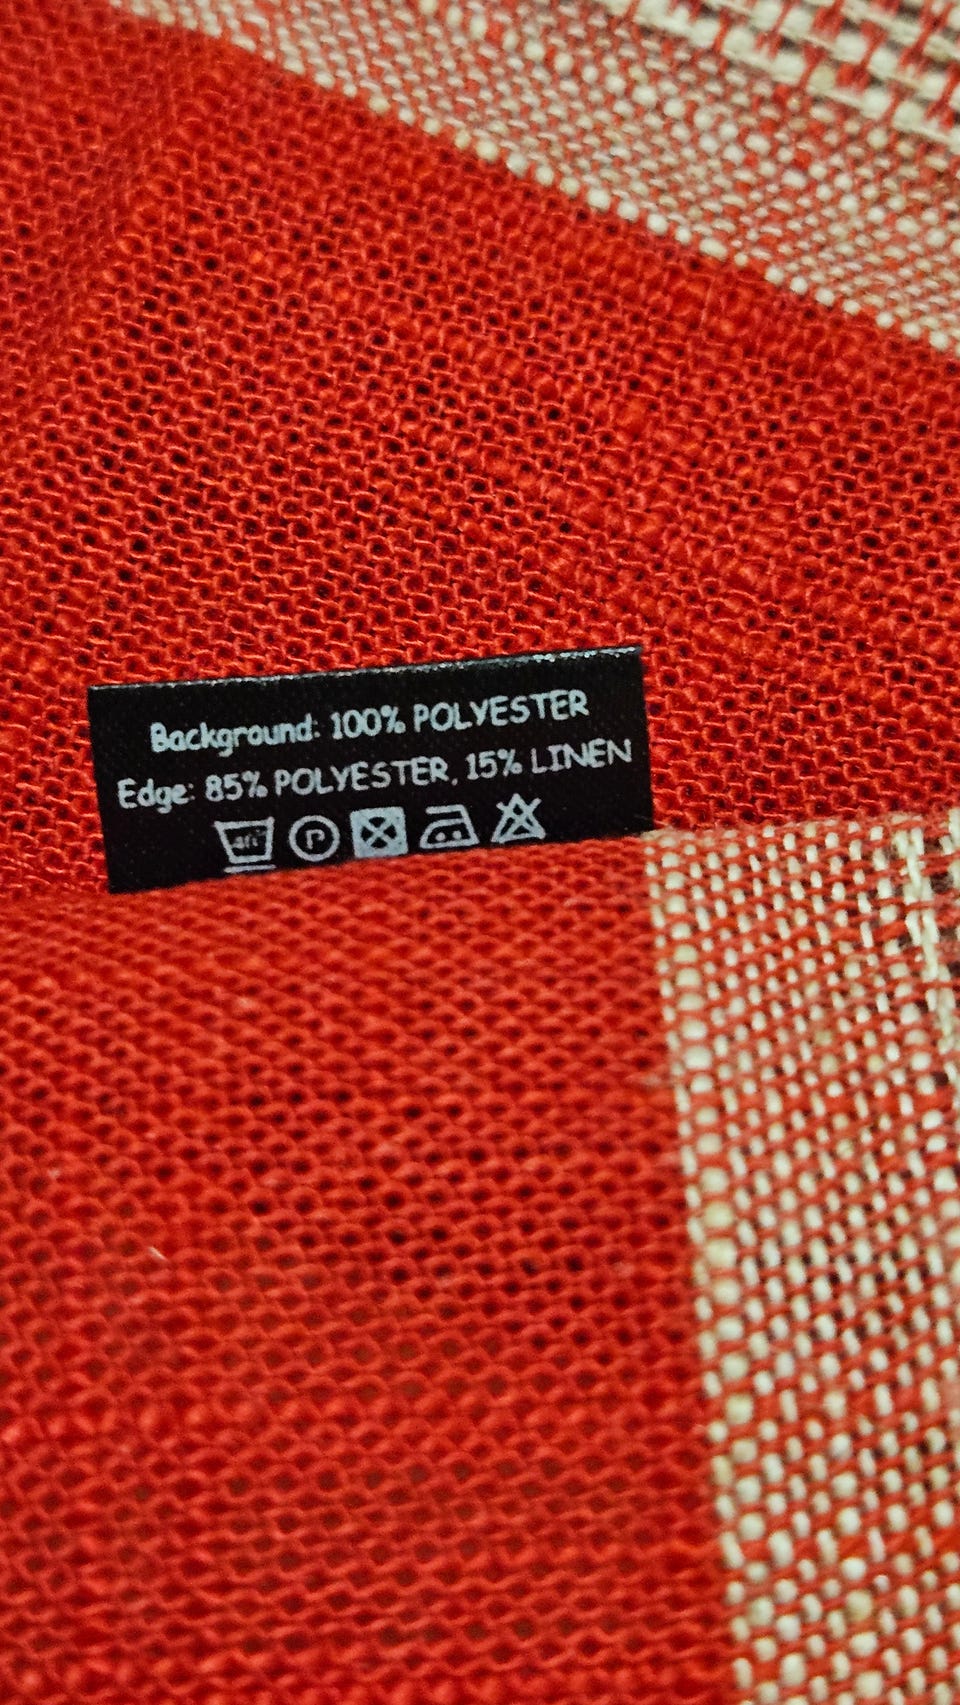 Background: 100% POLYESTER
Edge: 85% POLYESTER, 15% LINEN
P